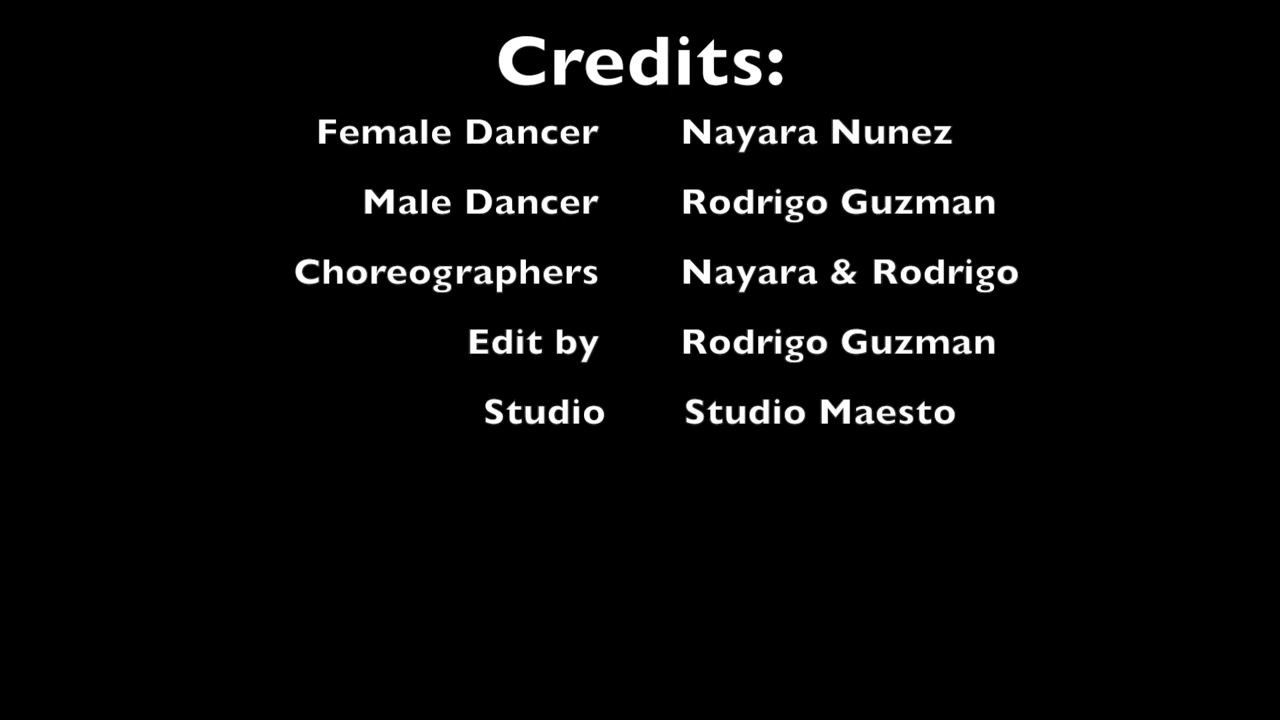 Credits:
Female Dancer Nayara Nunez
Male Dancer Rodrigo Guzman
Choreographers Nayara & Rodrigo
Edit by Rodrigo Guzman
Studio Studio Maesto